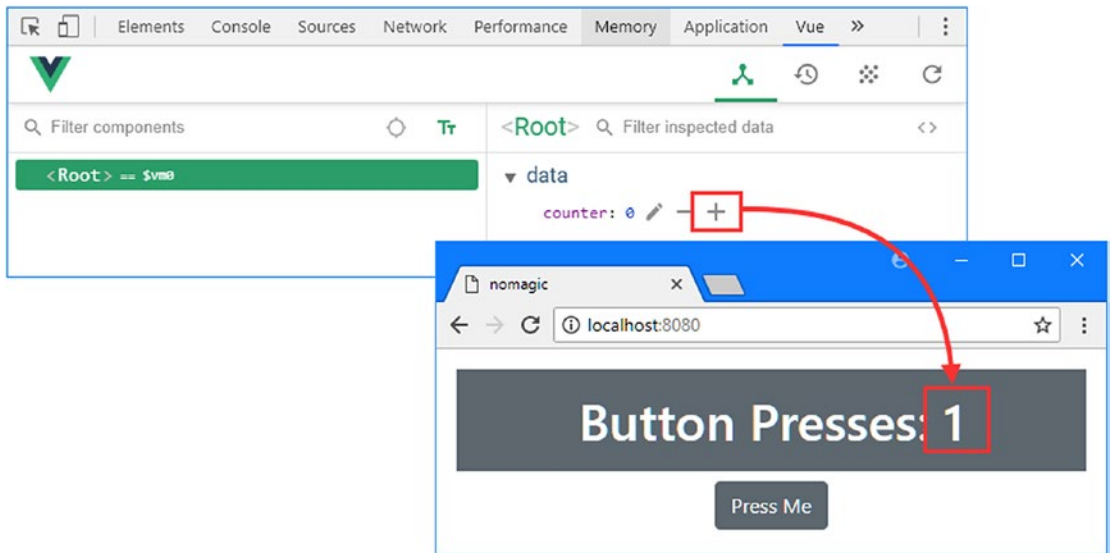 Elements Console Sources Network Performance Memory Application Vue »
Filter components Tт <Root> Filter inspected data <>
<Root> == $vm0
data
counter: 0
nomagic
localhost:8080
Button Presses: 1
Press Me